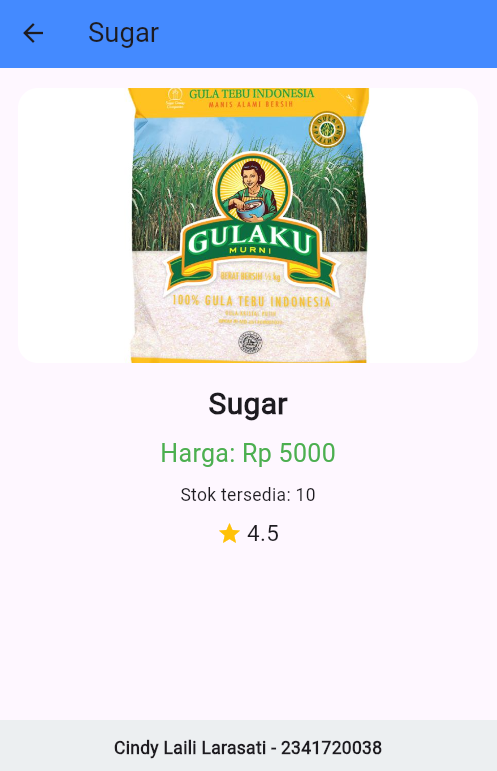 Sugar
GULA TEBU INDONESIA
MANIS ALAMI BERSIH
GULAKU
MURNI
BERAT BERSIH ½ kg
100% GULA TEBU INDONESIA
Sugar
Harga: Rp 5000
Stok tersedia: 10
4.5
Cindy Laili Larasati - 2341720038